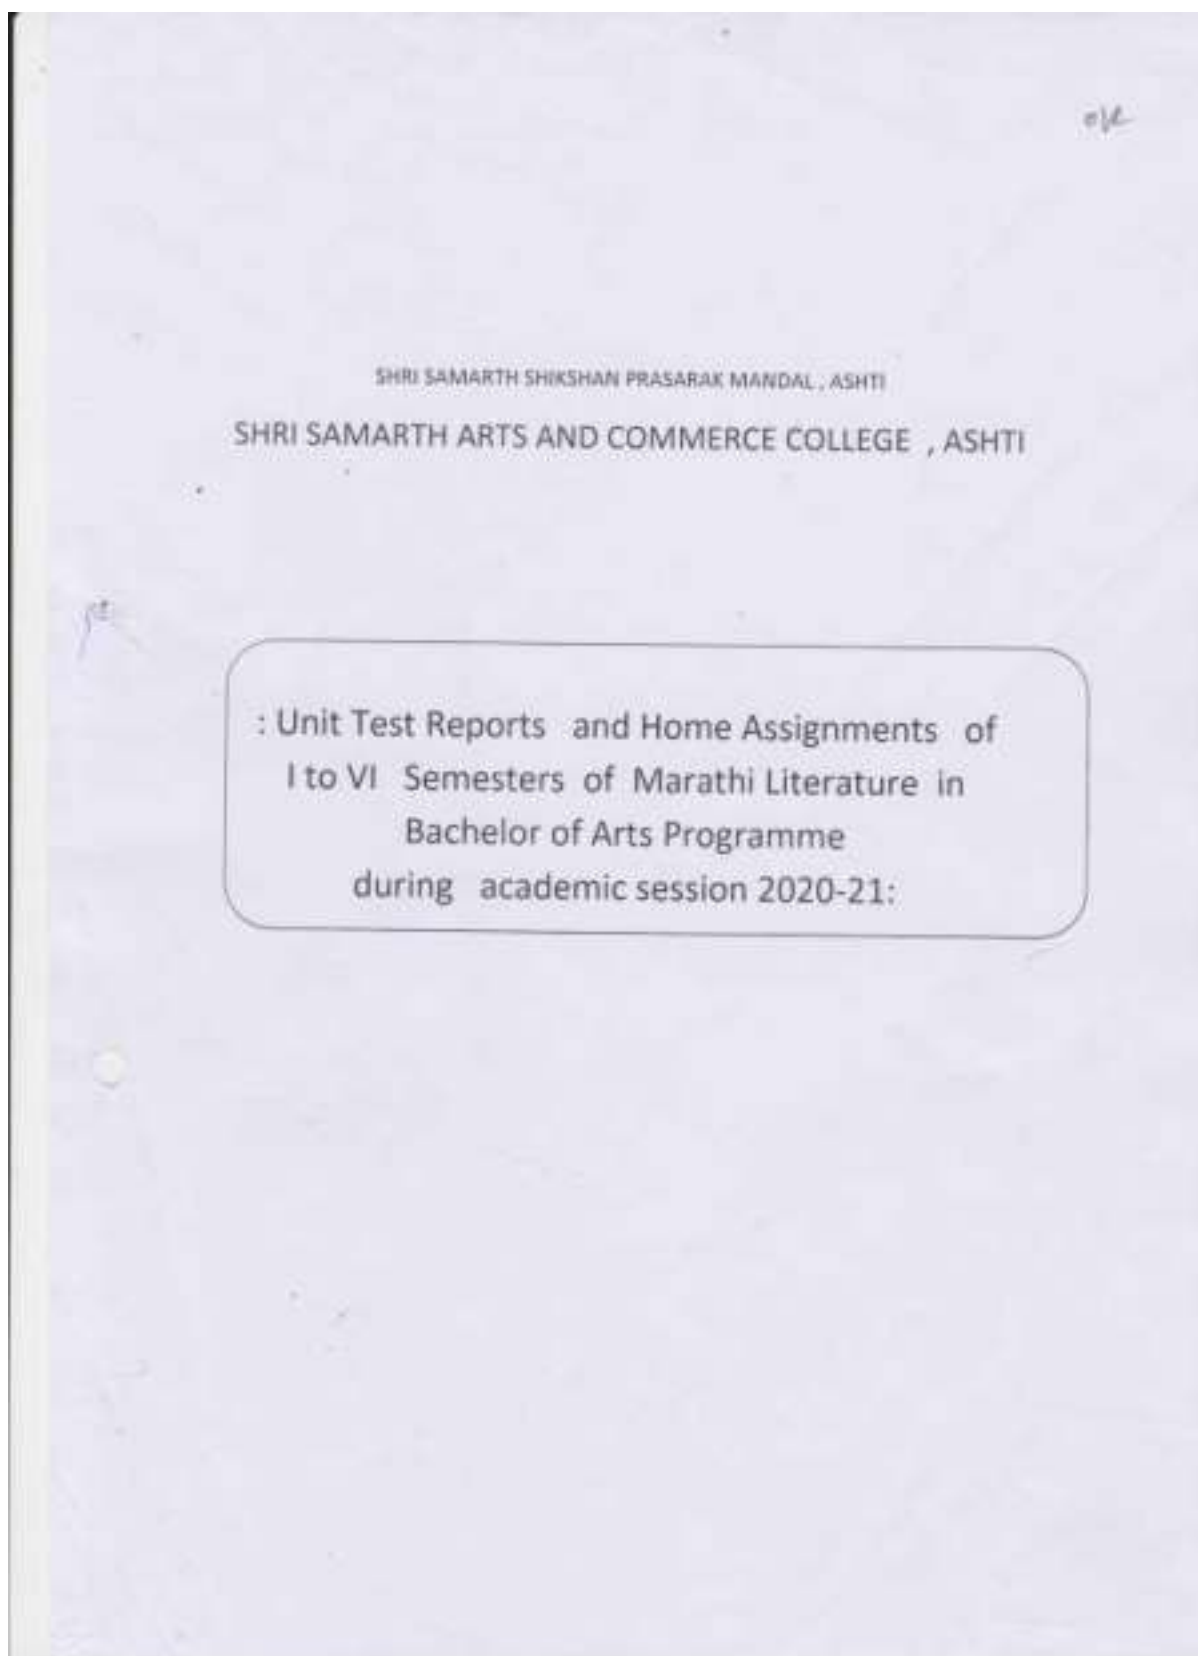 SHRI SAMARTH SHIKSHAN PRASARAK MANDAL , ASHTI
SHRI SAMARTH ARTS AND COMMERCE COLLEGE , ASHTI
: Unit Test Reports and Home Assignments of
I to VI Semesters of Marathi Literature in
Bachelor of Arts Programme
during academic session 2020-21: